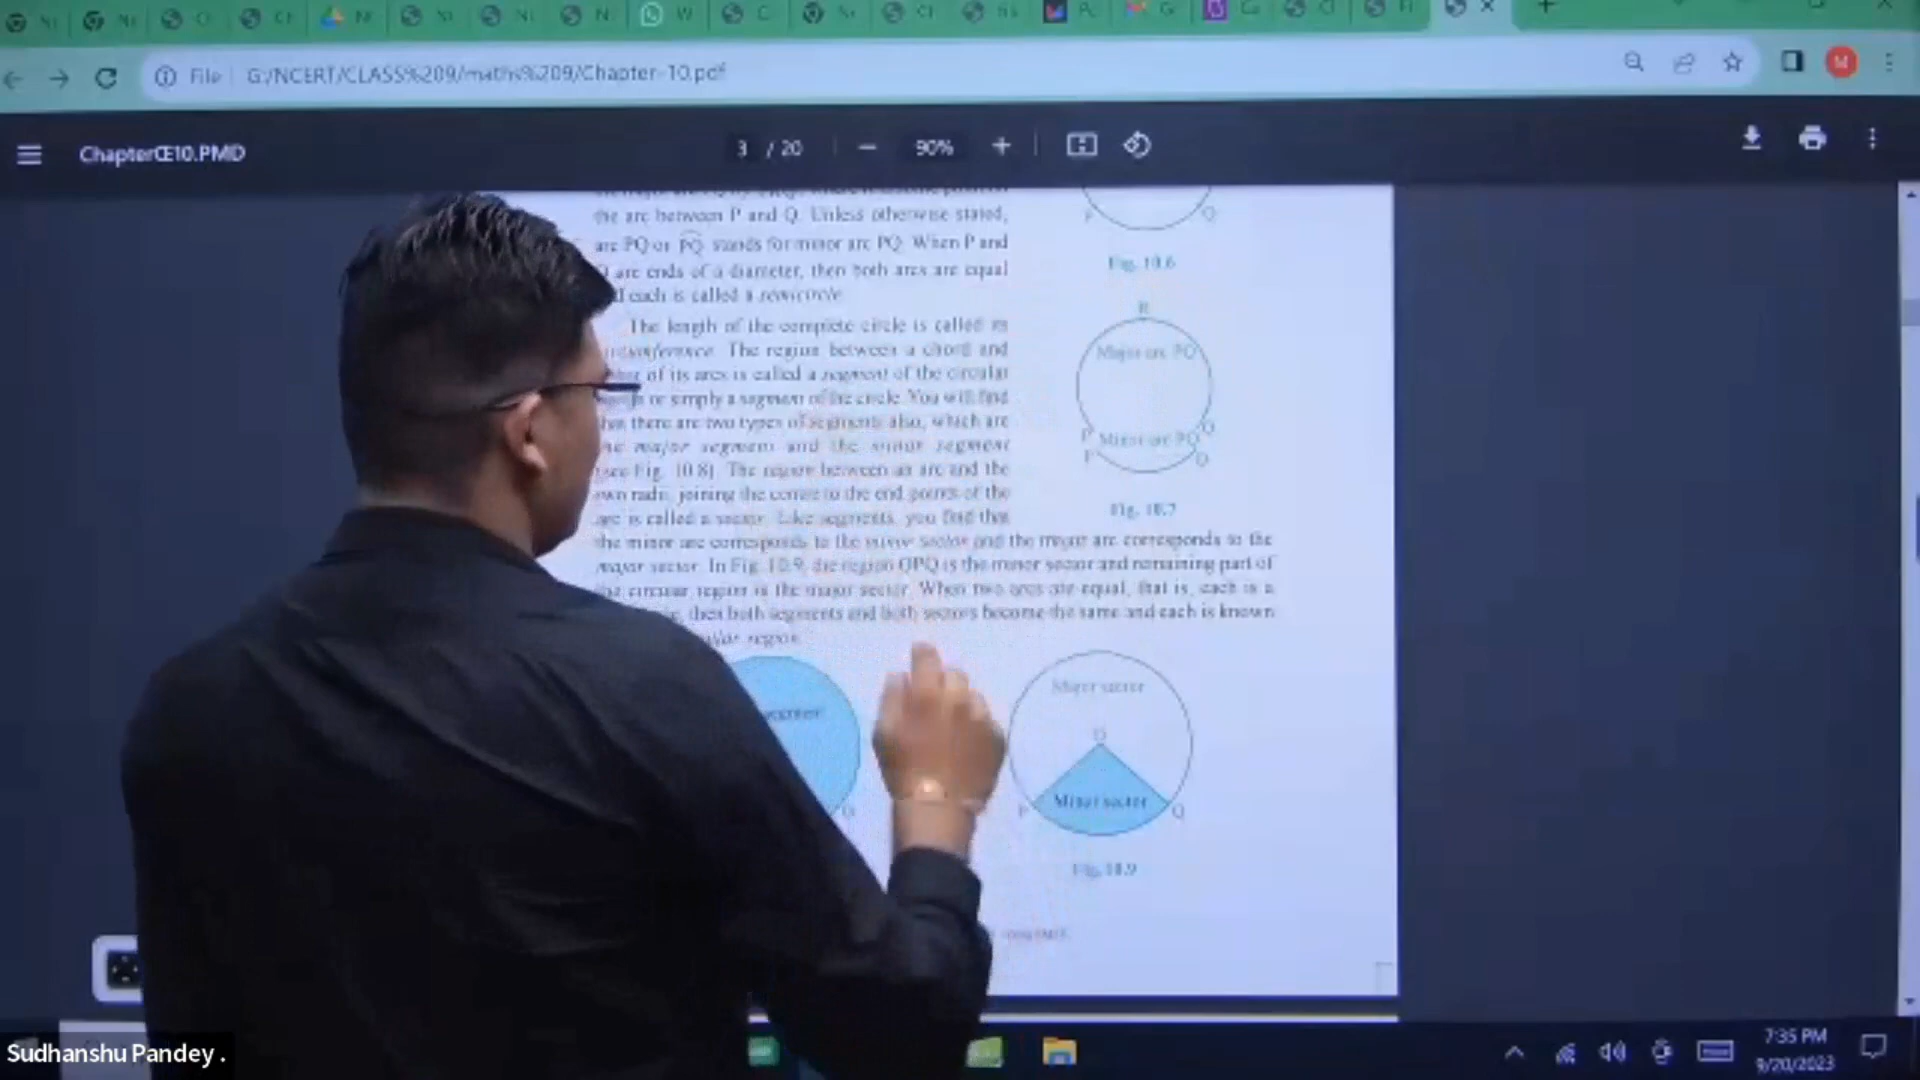 File G:/NCERT/CLASS%209/maths%209/Chapter-10.pdf
ChapterŒ10.PMD
3 / 20
90%
the arc between P and Q. Unless otherwise stated,
arc PQ or PQ stands for minor arc PQ. When P and
are ends of a diameter, then both arcs are equal
each is called a semicircle.
The length of the complete circle is called its
circumference. The region between a chord and
of its arcs is called a segment of the circular
or simply a segment of the circle. You will find
that there are two types of segments also, which are
the major segment and the minor segment
(see Fig. 10.8). The region between an arc and the
two radii, joining the centre to the end points of the
arc is called a sector. Like segments, you find that
the minor arc corresponds to the minor sector and the major arc corresponds to the
major sector. In Fig. 10.9, the region OPQ is the minor sector and remaining part of
the circular region is the major sector. When two arcs are equal, that is, each is a
, then both segments and both sectors become the same and each is known
region.
P Q
Fig. 10.6
R
Major arc PQ
P Minor arc PQ Q
P Q
Fig. 10.7
segment
Q
Major sector
O
P Minor sector Q
Fig. 10.9
Sudhanshu Pandey .
7:35 PM
9/20/2023